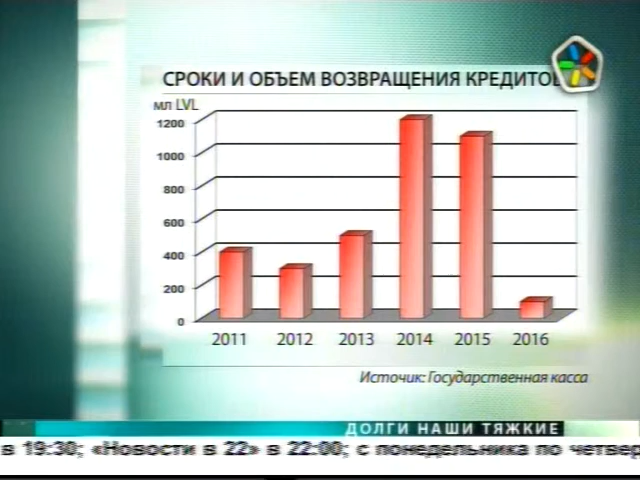 СРОКИ И ОБЪЕМ ВОЗВРАЩЕНИЯ КРЕДИТОВ
мл LVL
1200
1000
800
600
400
200
0
2011 2012 2013 2014 2015 2016
Источик: Государственная касса
ДОЛГИ НАШИ ТЯЖКИЕ
в 19:30; «Новости в 22» в 22:00; с понедельника по четвер